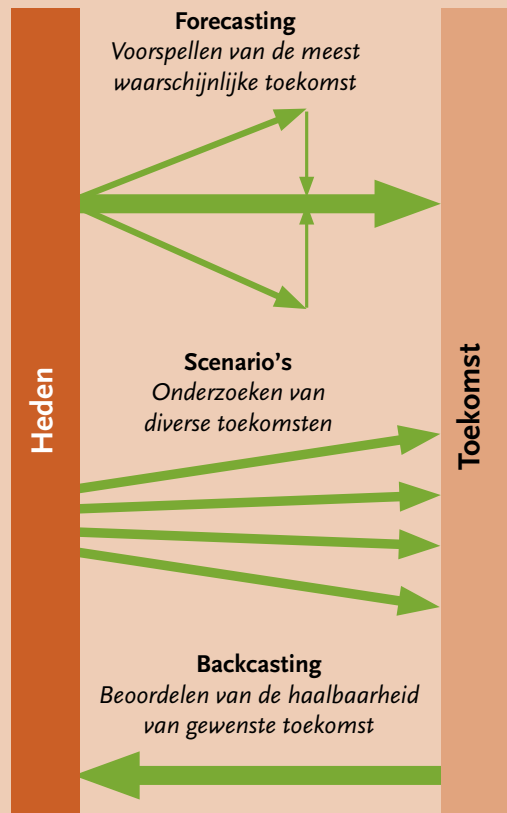 Forecasting
Voorspellen van de meest
waarschijnlijke toekomst
Heden
Toekomst
Scenario's
Onderzoeken van
diverse toekomsten
Backcasting
Beoordelen van de haalbaarheid
van gewenste toekomst